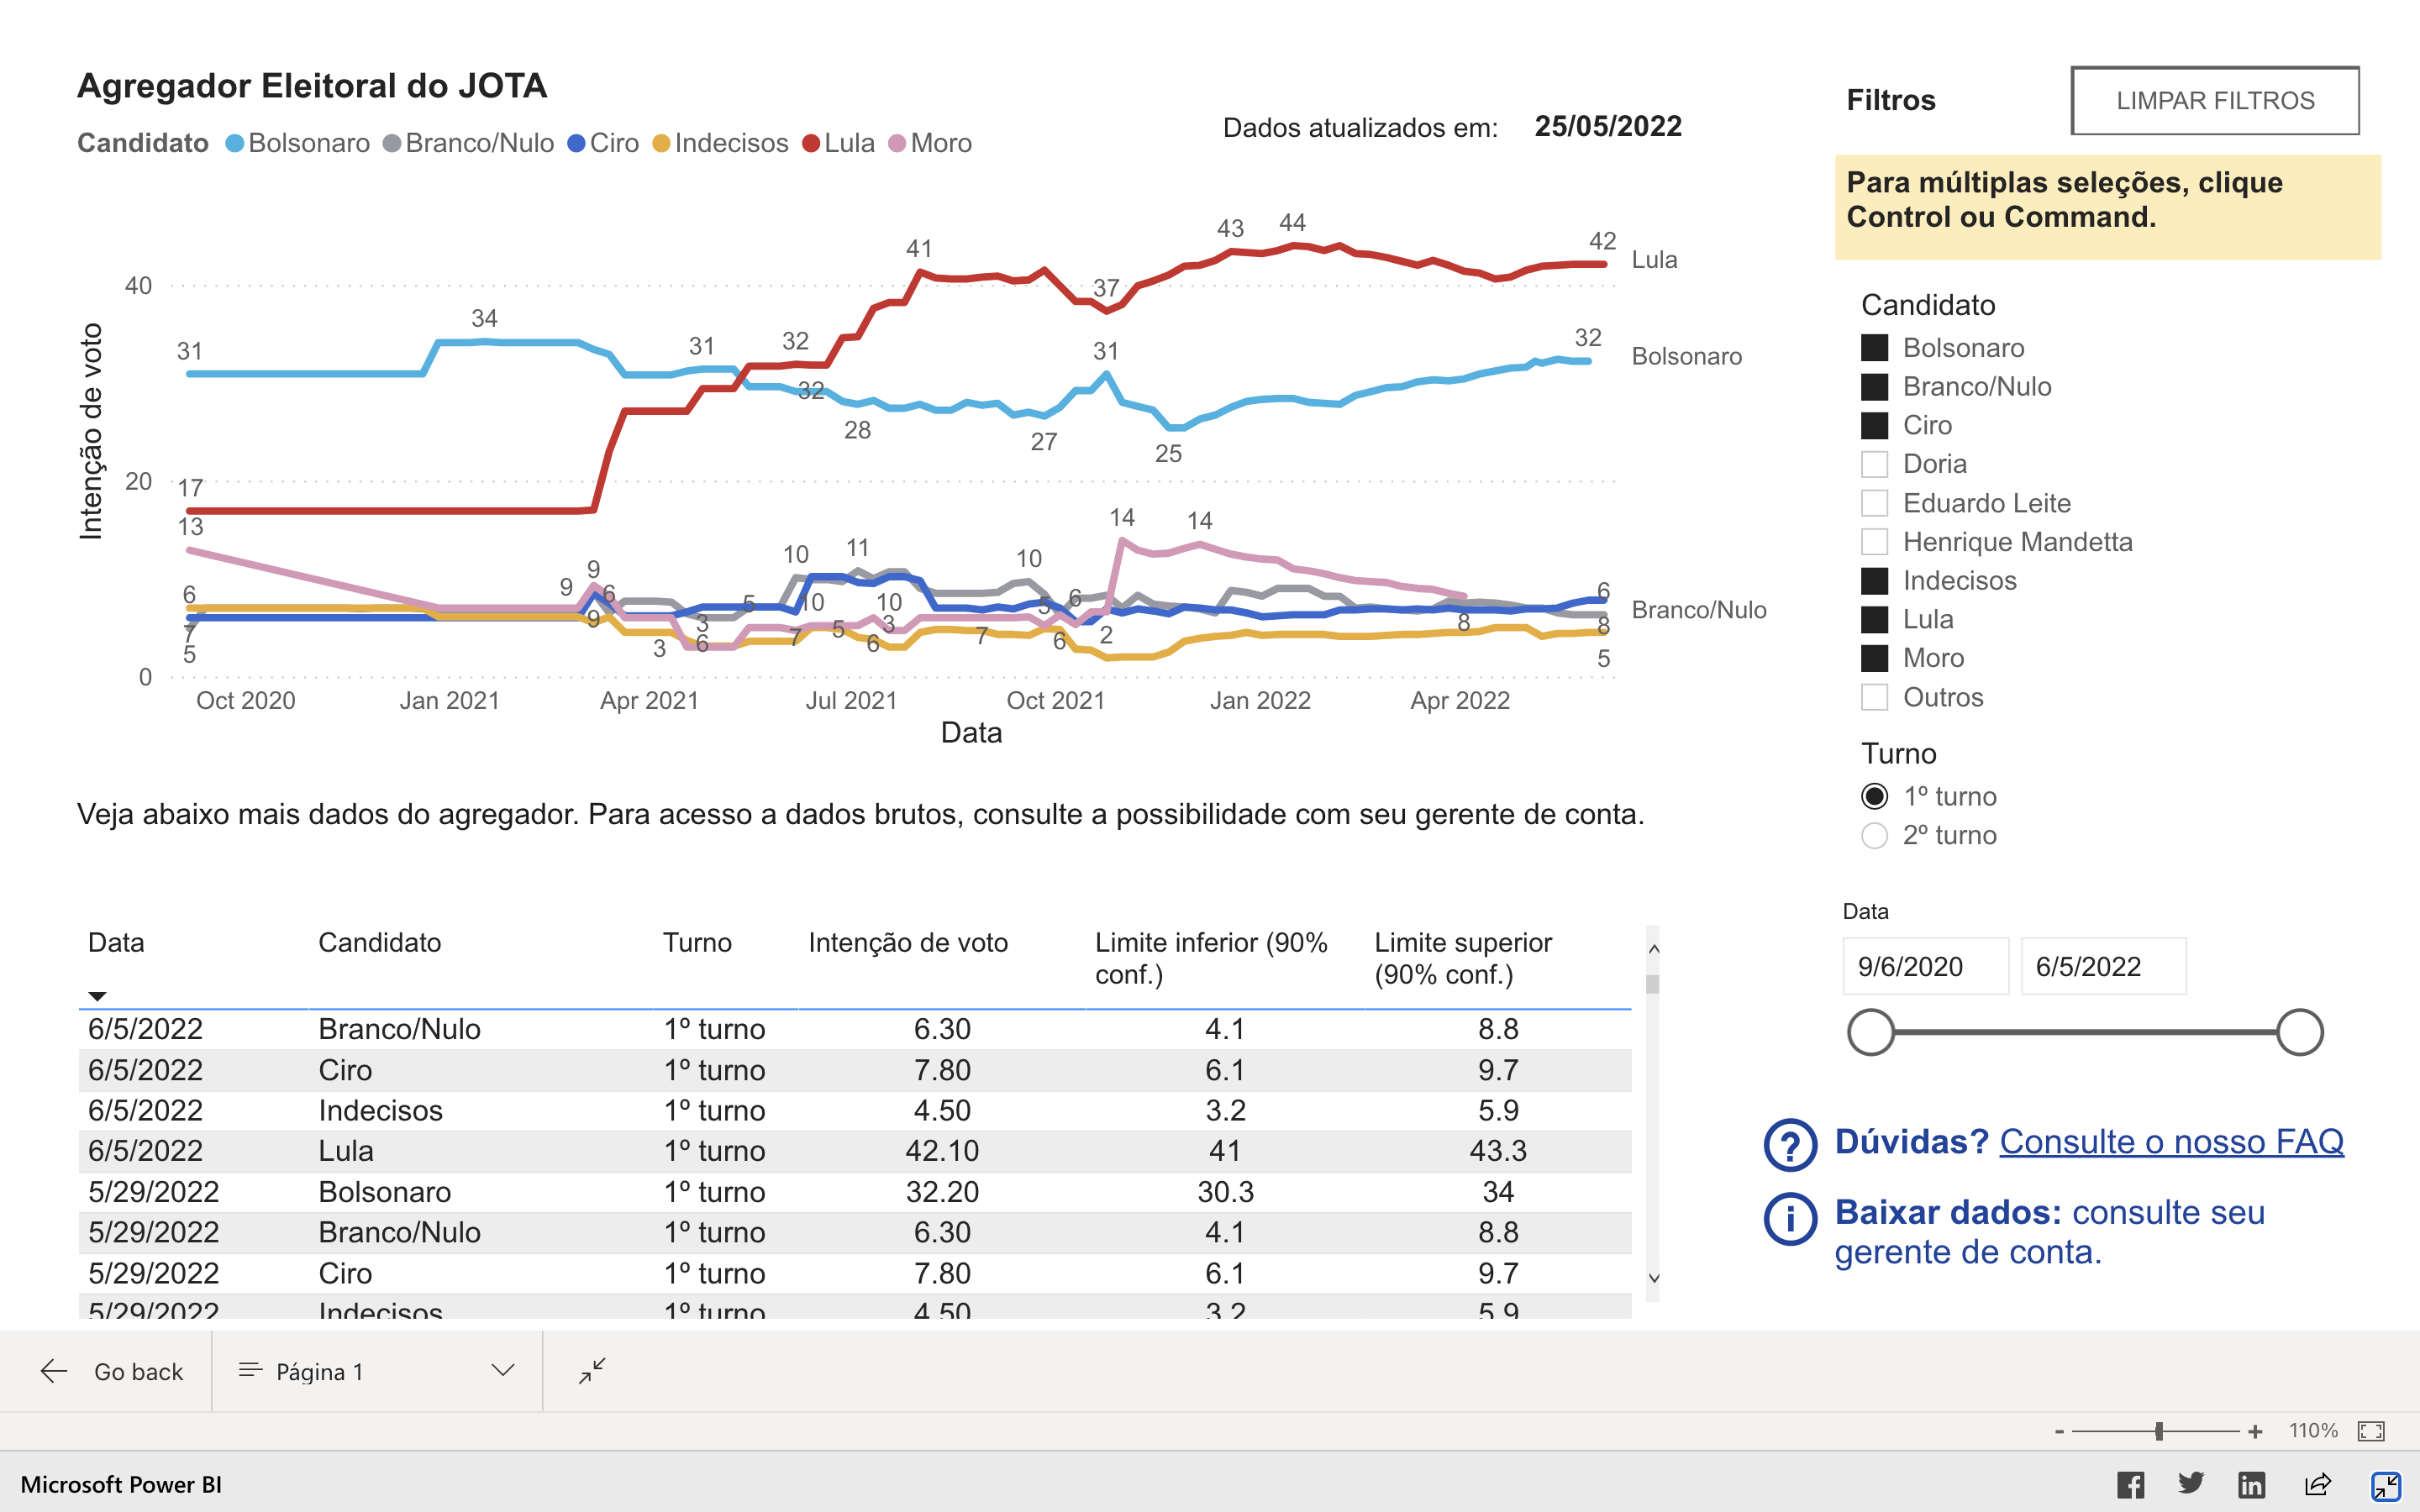 Agregador Eleitoral do JOTA
Candidato Bolsonaro Branco/Nulo Ciro Indecisos Lula Moro
Dados atualizados em: 25/05/2022
Intenção de voto
40
20
0
31
34
31
32
32
28
27
31
25
32
Bolsonaro
17
41
37
43
44
42
Lula
13
6
7
5
9
9
9
6
3
3
6
5
10
7
10
11
5
6
10
3
7
10
5
6
6
2
14
14
8
6
8
5
Branco/Nulo
Oct 2020 Jan 2021 Apr 2021 Jul 2021 Oct 2021 Jan 2022 Apr 2022
Data
Veja abaixo mais dados do agregador. Para acesso a dados brutos, consulte a possibilidade com seu gerente de conta.
Data Candidato Turno Intenção de voto Limite inferior (90% conf.) Limite superior (90% conf.)
6/5/2022 Branco/Nulo 1º turno 6.30 4.1 8.8
6/5/2022 Ciro 1º turno 7.80 6.1 9.7
6/5/2022 Indecisos 1º turno 4.50 3.2 5.9
6/5/2022 Lula 1º turno 42.10 41 43.3
5/29/2022 Bolsonaro 1º turno 32.20 30.3 34
5/29/2022 Branco/Nulo 1º turno 6.30 4.1 8.8
5/29/2022 Ciro 1º turno 7.80 6.1 9.7
5/29/2022 Indecisos 1º turno 4.50 3.2 5.9
Filtros
LIMPAR FILTROS
Para múltiplas seleções, clique
Control ou Command.
Candidato
Bolsonaro
Branco/Nulo
Ciro
Doria
Eduardo Leite
Henrique Mandetta
Indecisos
Lula
Moro
Outros
Turno
1º turno
2º turno
Data
9/6/2020 6/5/2022
? Dúvidas? Consulte o nosso FAQ
i Baixar dados: consulte seu
gerente de conta.
Go back
Página 1
- + 110%
Microsoft Power BI